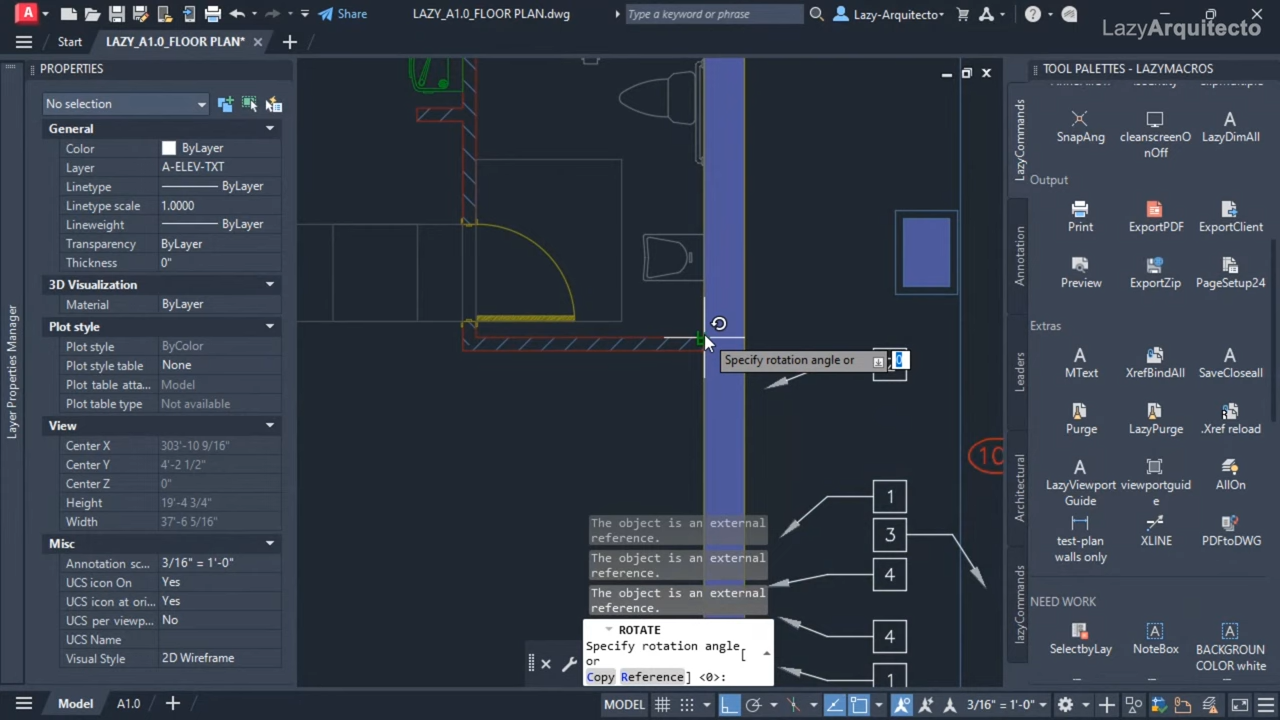 Share
LAZY_A1.0_FLOOR PLAN.dwg
Type a keyword or phrase
Lazy-Arquitecto
LazyArquitecto
Start
LAZY_A1.0_FLOOR PLAN*
PROPERTIES
No selection
General
Color ByLayer
Layer A-ELEV-TXT
Linetype ByLayer
Linetype scale 1.0000
Lineweight ByLayer
Transparency ByLayer
Thickness 0"
3D Visualization
Material ByLayer
Plot style
Plot style ByColor
Plot style table None
Plot table atta... Model
Plot table type Not available
View
Center X 303'-10 9/16"
Center Y 4'-2 1/2"
Center Z 0"
Height 19'-4 3/4"
Width 37'-6 5/16"
Misc
Annotation sc... 3/16" = 1'-0"
UCS icon On Yes
UCS icon at ori... Yes
UCS per viewp... No
UCS Name
Visual Style 2D Wireframe
Layer Properties Manager
Specify rotation angle or 0
10
1
3
4
4
1
The object is an external
reference.
The object is an external
reference.
The object is an external
reference.
ROTATE
Specify rotation angle
or [
Copy Reference] <0>:
TOOL PALETTES - LAZYMACROS
LazyCommands
Annotation
Leaders
Architectural
lazyCommands
SnapAng
cleanscreenO
nOff
LazyDimAll
Output
Print
ExportPDF
ExportClient
Preview
ExportZip
PageSetup24
Extras
MText
XrefBindAll
SaveCloseall
Purge
LazyPurge
.Xref reload
LazyViewport
Guide
viewportguid
e
AllOn
test-plan
walls only
XLINE
PDFtoDWG
NEED WORK
SelectbyLay
NoteBox
BACKGROUN
COLOR white
Model
A1.0
MODEL
3/16" = 1'-0"